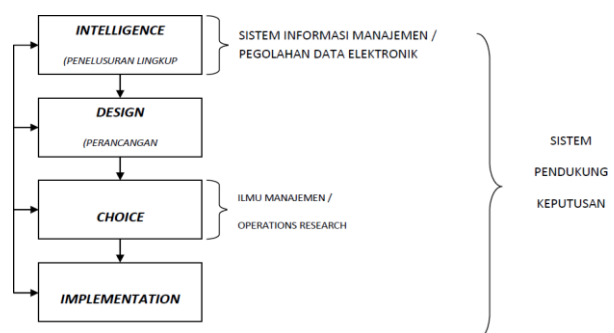 INTELLIGENCE
(PENELUSURAN LINGKUP
SISTEM INFORMASI MANAJEMEN /
PEGOLAHAN DATA ELEKTRONIK
DESIGN
(PERANCANGAN
CHOICE
ILMU MANAJEMEN /
OPERATIONS RESEARCH
IMPLEMENTATION
SISTEM
PENDUKUNG
KEPUTUSAN